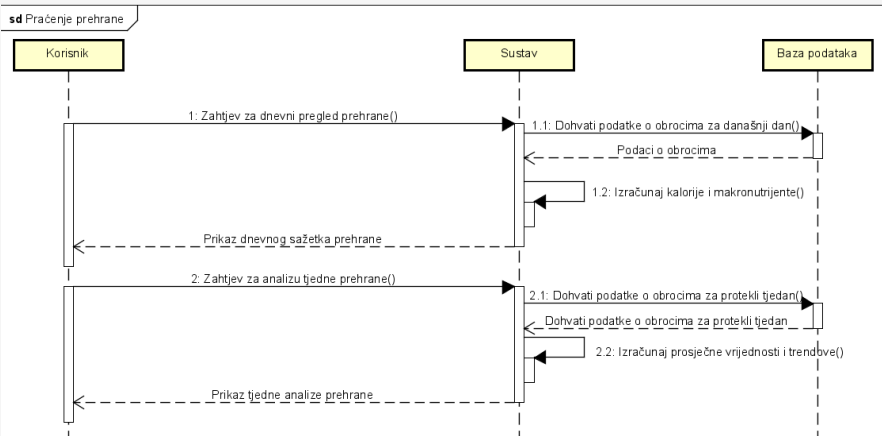 sd Praćenje prehrane
Korisnik
Sustav
Baza podataka
1: Zahtjev za dnevni pregled prehrane()
1.1: Dohvati podatke o obrocima za današnji dan()
Podaci o obrocima
1.2: Izračunaj kalorije i makronutrijente()
Prikaz dnevnog sažetka prehrane
2: Zahtjev za analizu tjedne prehrane()
2.1: Dohvati podatke o obrocima za protekli tjedan()
Dohvati podatke o obrocima za protekli tjedan
2.2: Izračunaj prosječne vrijednosti i trendove()
Prikaz tjedne analize prehrane